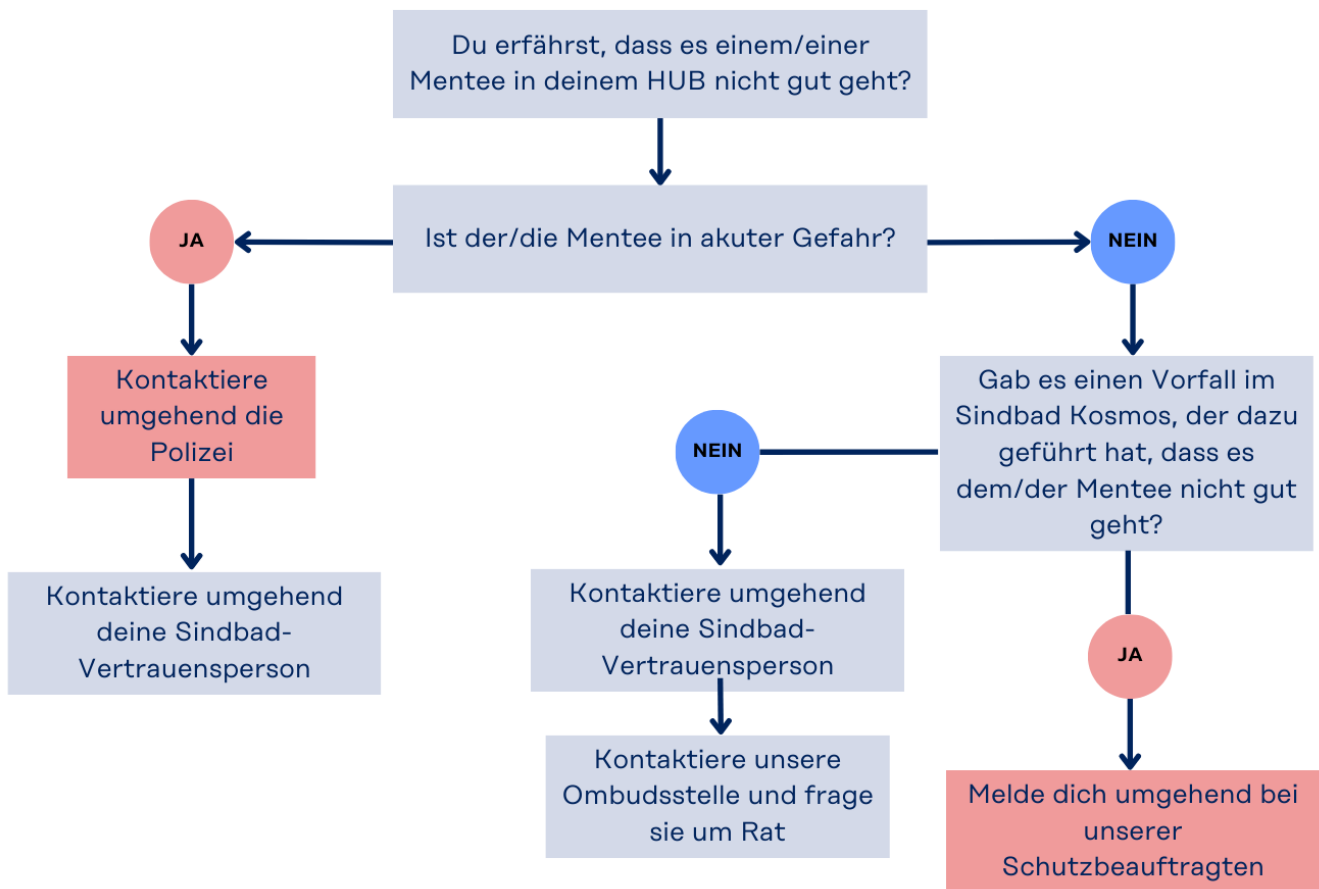 Du erfährst, dass es einem/einer
Mentee in deinem HUB nicht gut geht?
Ist der/die Mentee in akuter Gefahr?
JA
NEIN
Kontaktiere
umgehend die
Polizei
Kontaktiere umgehend
deine Sindbad-
Vertrauensperson
Gab es einen Vorfall im
Sindbad Kosmos, der dazu
geführt hat, dass es
dem/der Mentee nicht gut
geht?
NEIN
Kontaktiere umgehend
deine Sindbad-
Vertrauensperson
Kontaktiere unsere
Ombudsstelle und frage
sie um Rat
JA
Melde dich umgehend bei
unserer
Schutzbeauftragten